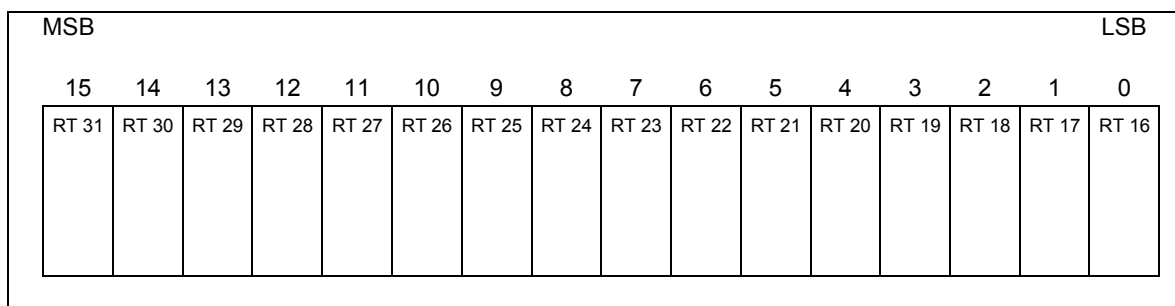 MSB LSB
15 14 13 12 11 10 9 8 7 6 5 4 3 2 1 0
RT 31 RT 30 RT 29 RT 28 RT 27 RT 26 RT 25 RT 24 RT 23 RT 22 RT 21 RT 20 RT 19 RT 18 RT 17 RT 16